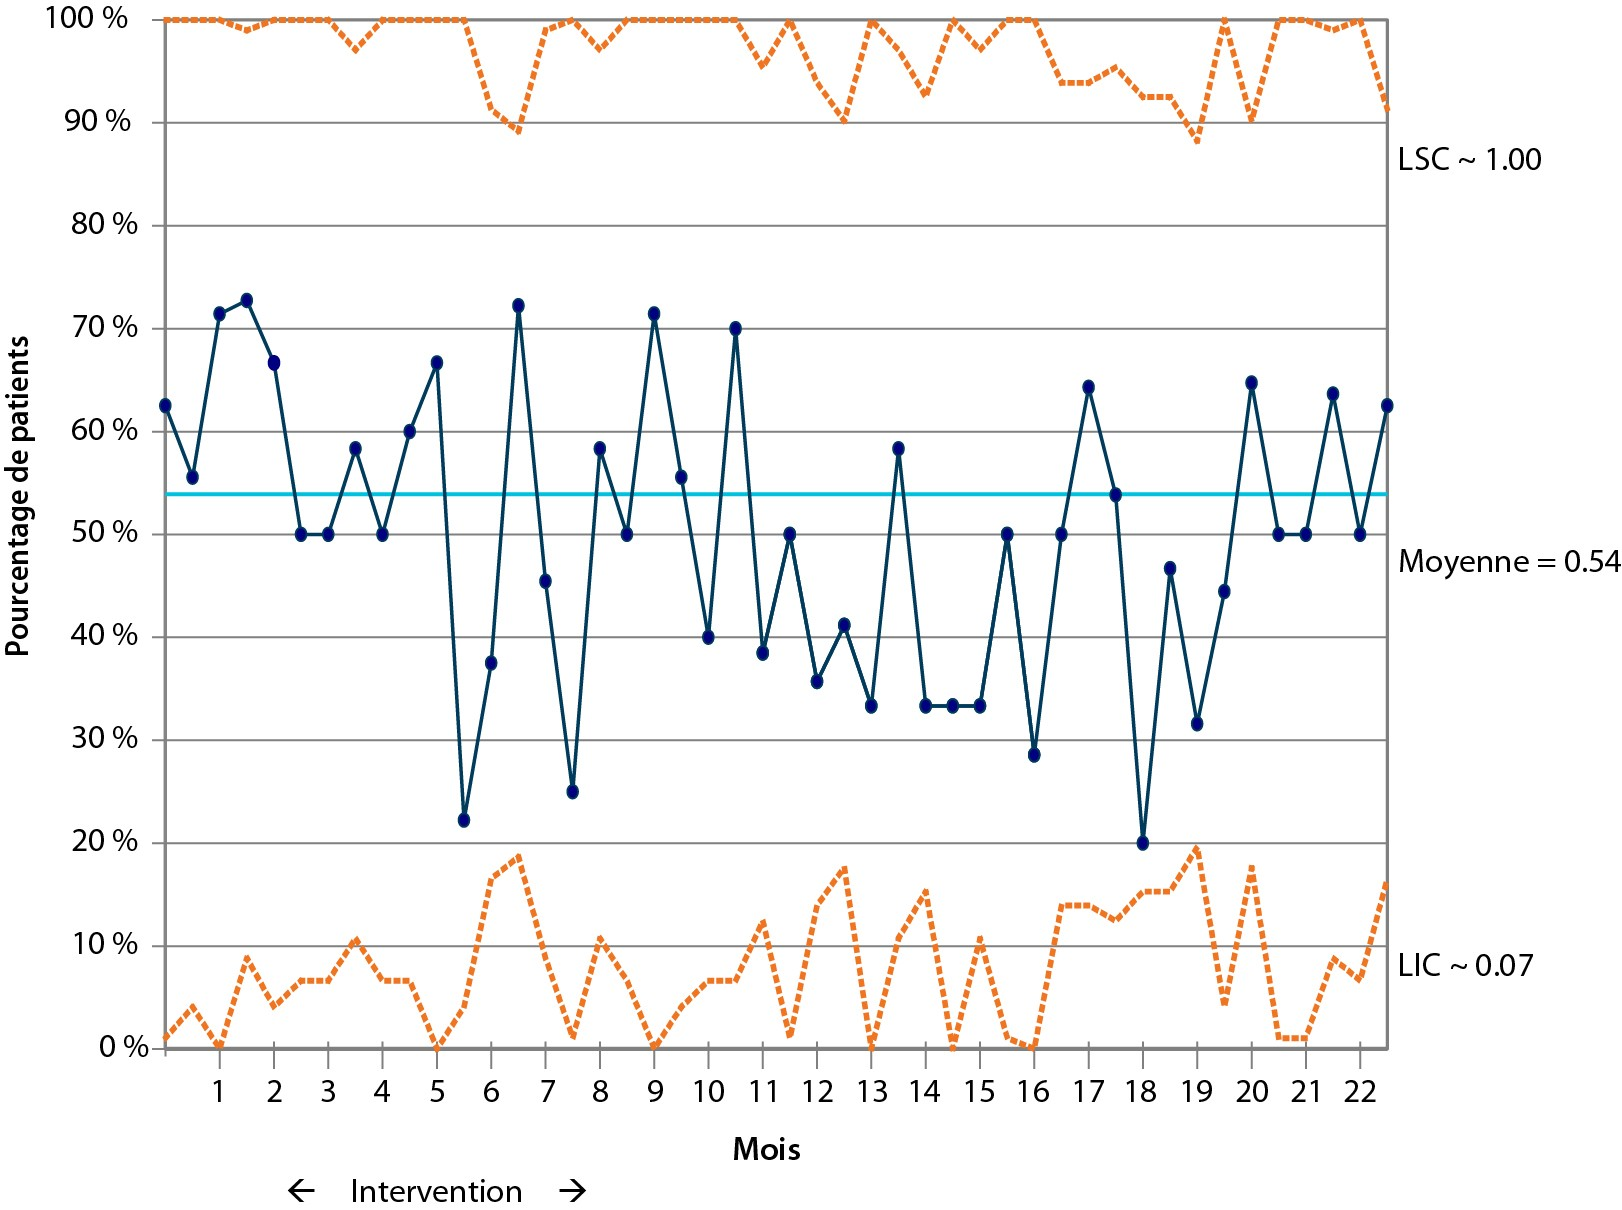 100 %
90 %
80 %
70 %
60 %
50 %
40 %
30 %
20 %
10 %
0 %
Pourcentage de patients
LSC ~ 1.00
Moyenne = 0.54
LIC ~ 0.07
1 2 3 4 5 6 7 8 9 10 11 12 13 14 15 16 17 18 19 20 21 22
Mois
← Intervention →